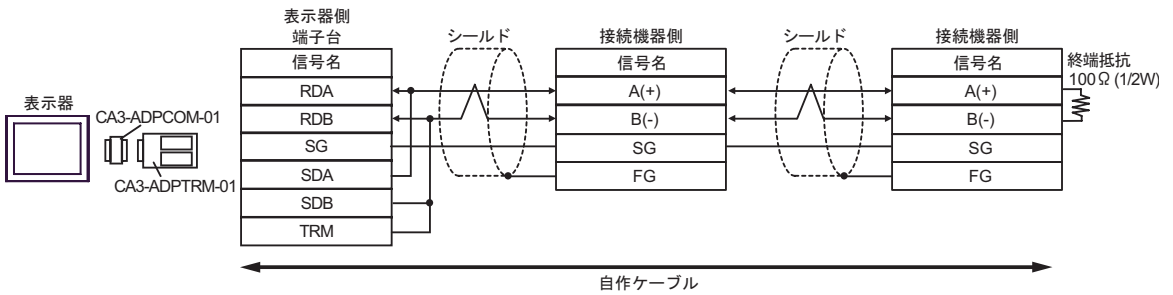 表示器
CA3-ADPCOM-01
CA3-ADPTRM-01
表示器側
端子台
信号名
RDA
RDB
SG
SDA
SDB
TRM
シールド
接続機器側
信号名
A(+)
B(-)
SG
FG
シールド
接続機器側
信号名
A(+)
B(-)
SG
FG
終端抵抗
100Ω (1/2W)
自作ケーブル